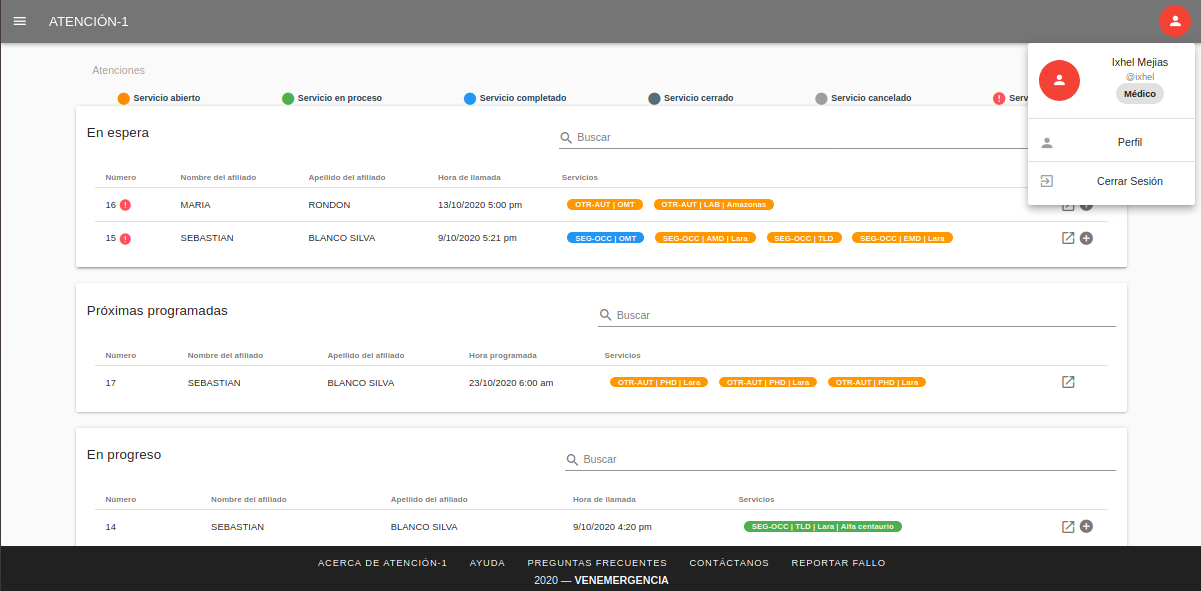 ATENCIÓN-1
Ixhel Mejias
@ixhel
Médico
Perfil
Cerrar Sesión
Atenciones
Servicio abierto Servicio en proceso Servicio completado Servicio cerrado Servicio cancelado
En espera
Buscar
Número Nombre del afiliado Apellido del afiliado Hora de llamada Servicios
16 MARIA RONDON 13/10/2020 5:00 pm OTR-AUT | OMT OTR-AUT | LAB | Amazonas
15 SEBASTIAN BLANCO SILVA 9/10/2020 5:21 pm SEG-OCC | OMT SEG-OCC | AMD | Lara SEG-OCC | TLD SEG-OCC | EMD | Lara
Próximas programadas
Buscar
Número Nombre del afiliado Apellido del afiliado Hora programada Servicios
17 SEBASTIAN BLANCO SILVA 23/10/2020 6:00 am OTR-AUT | PHD | Lara OTR-AUT | PHD | Lara OTR-AUT | PHD | Lara
En progreso
Buscar
Número Nombre del afiliado Apellido del afiliado Hora de llamada Servicios
14 SEBASTIAN BLANCO SILVA 9/10/2020 4:20 pm SEG-OCC | TLD | Lara | Alfa centaurio
ACERCA DE ATENCIÓN-1 AYUDA PREGUNTAS FRECUENTES CONTÁCTANOS REPORTAR FALLO
2020 — VENEMERGENCIA